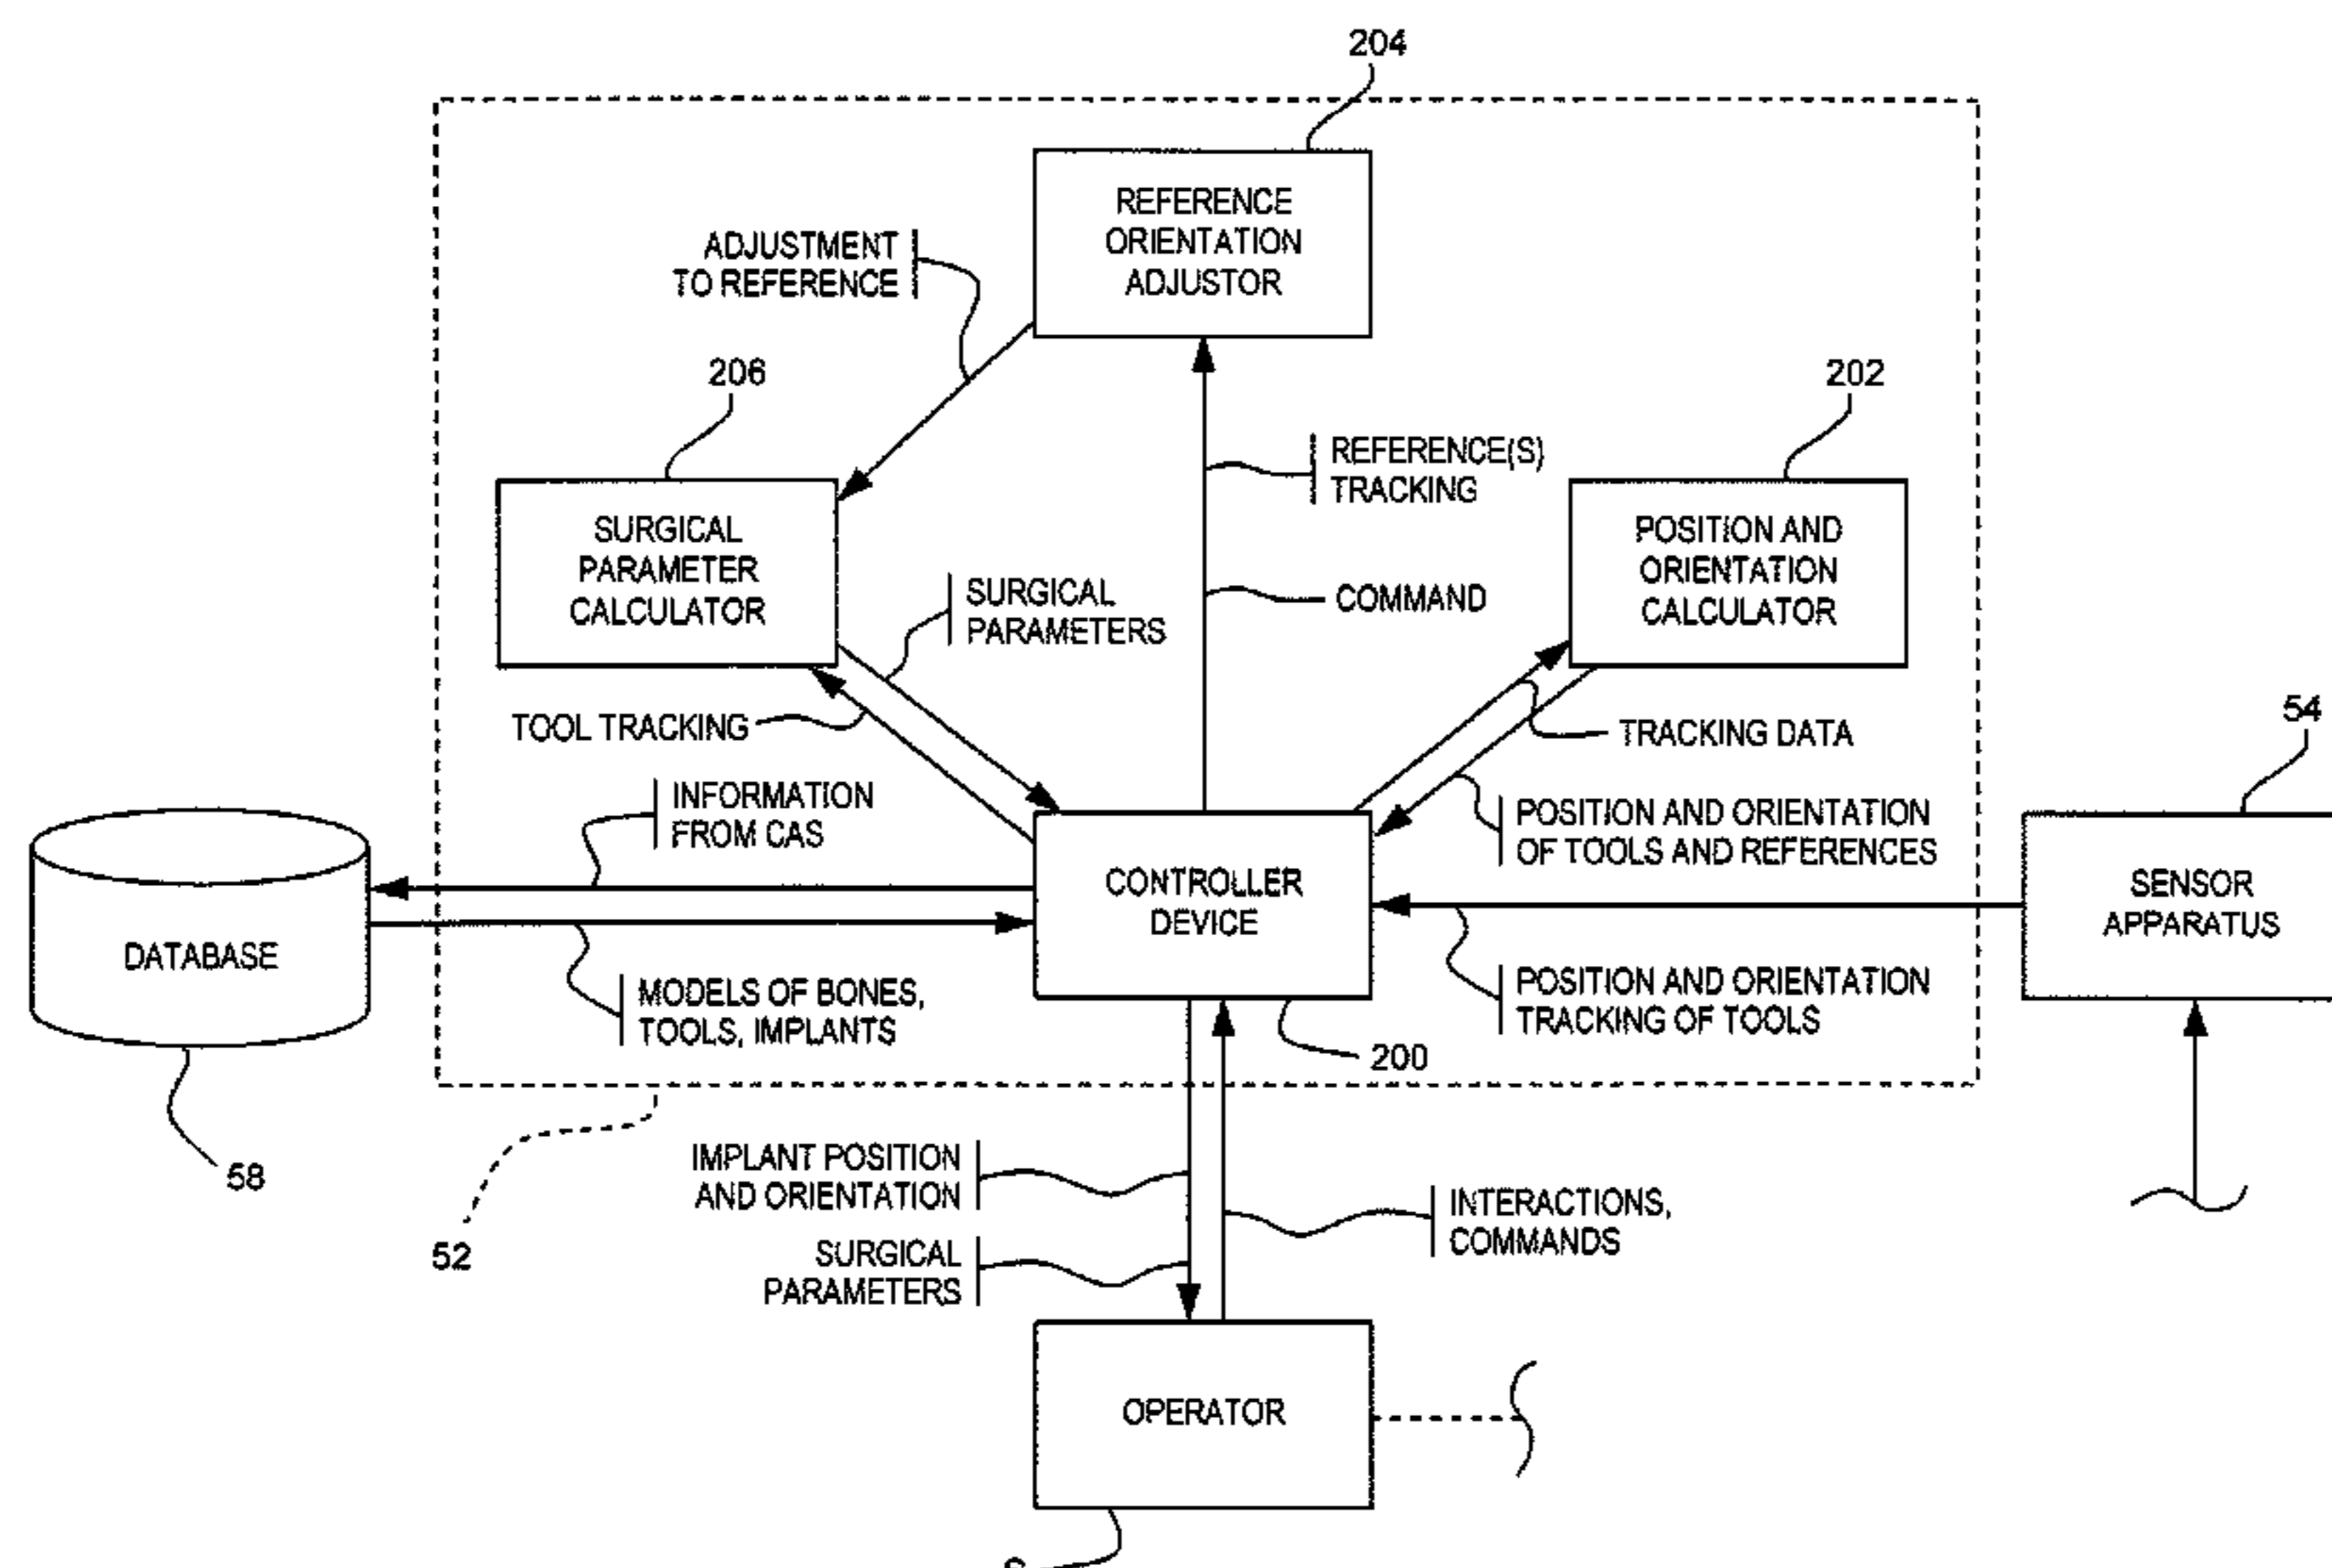 204
REFERENCE
ORIENTATION
ADJUSTOR
ADJUSTMENT
TO REFERENCE
206
202
REFERENCE(S)
TRACKING
SURGICAL
PARAMETER
CALCULATOR
POSITION AND
ORIENTATION
CALCULATOR
SURGICAL
PARAMETERS
COMMAND
TOOL TRACKING
TRACKING DATA
54
INFORMATION
FROM CAS
POSITION AND ORIENTATION
OF TOOLS AND REFERENCES
CONTROLLER
DEVICE
SENSOR
APPARATUS
DATABASE
MODELS OF BONES,
TOOLS, IMPLANTS
POSITION AND ORIENTATION
TRACKING OF TOOLS
200
58
52
IMPLANT POSITION
AND ORIENTATION
INTERACTIONS,
COMMANDS
SURGICAL
PARAMETERS
OPERATOR